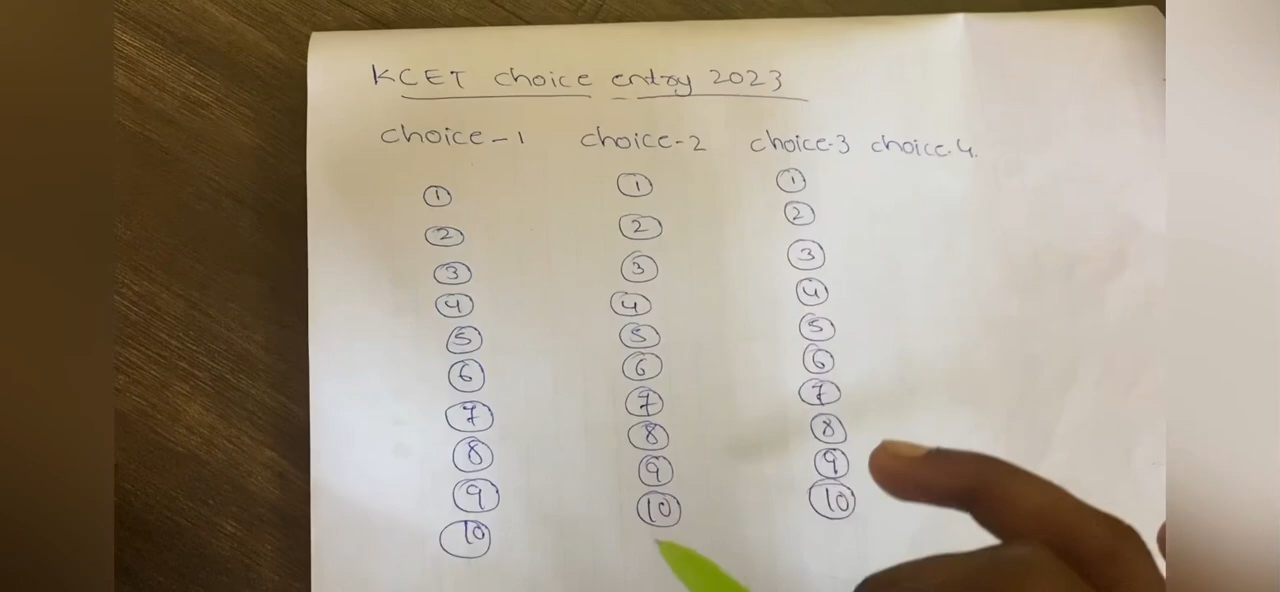 KCET choice entry 2023
choice-1 choice-2 choice-3 choice-4.
1 1 1
2 2 2
3 3 3
4 4 4
5 5 5
6 6 6
7 7 7
8 8 8
9 9 9
10 10 10